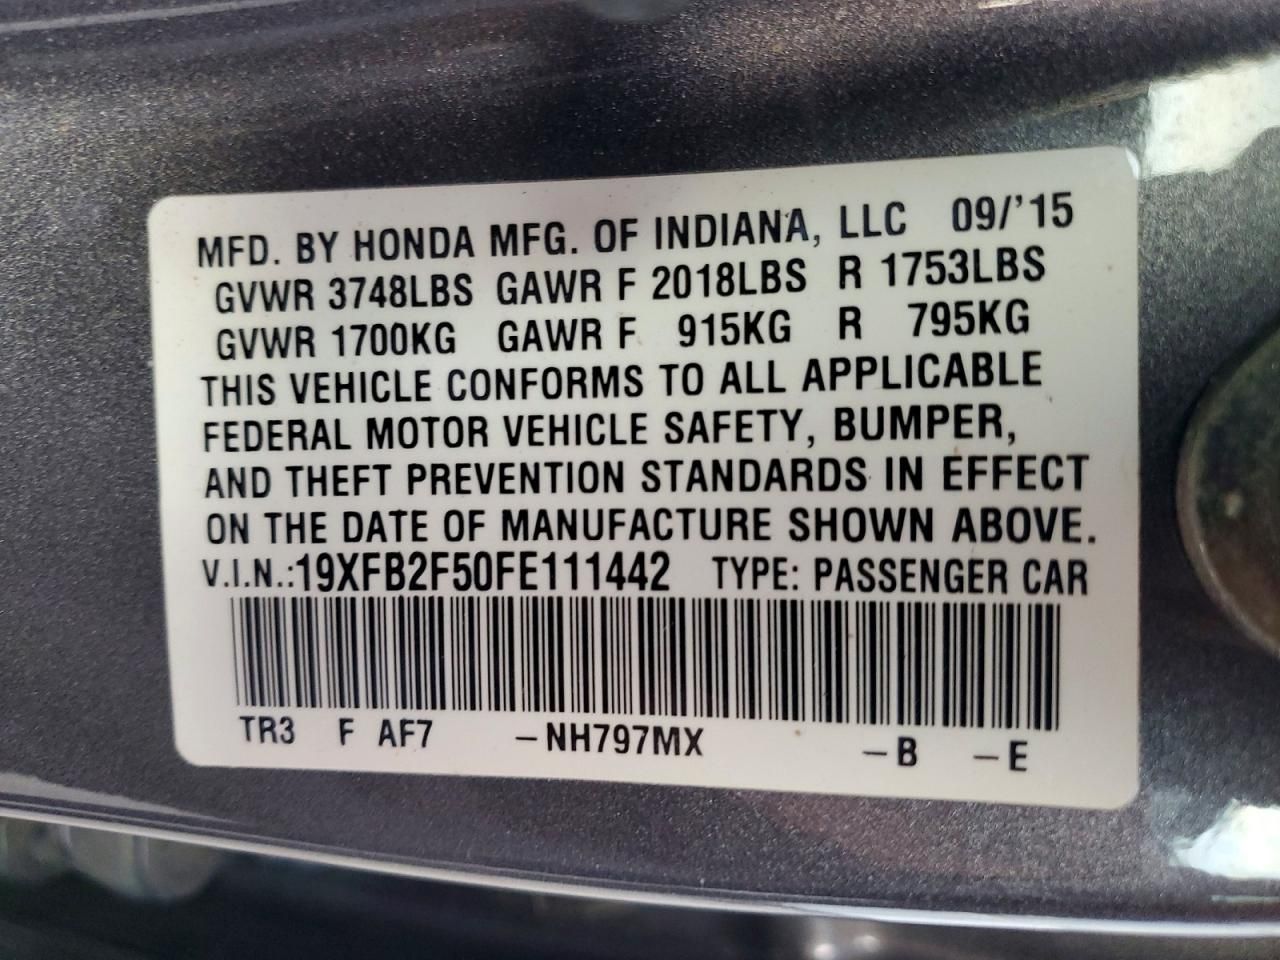 MFD. BY HONDA MFG. OF INDIANA, LLC 09/'15
GVWR 3748LBS GAWR F 2018LBS R 1753LBS
GVWR 1700KG GAWR F 915KG R 795KG
THIS VEHICLE CONFORMS TO ALL APPLICABLE
FEDERAL MOTOR VEHICLE SAFETY, BUMPER,
AND THEFT PREVENTION STANDARDS IN EFFECT
ON THE DATE OF MANUFACTURE SHOWN ABOVE.
V.I.N.:19XFB2F50FE111442 TYPE: PASSENGER CAR
TR3 F AF7 -NH797MX -B -E